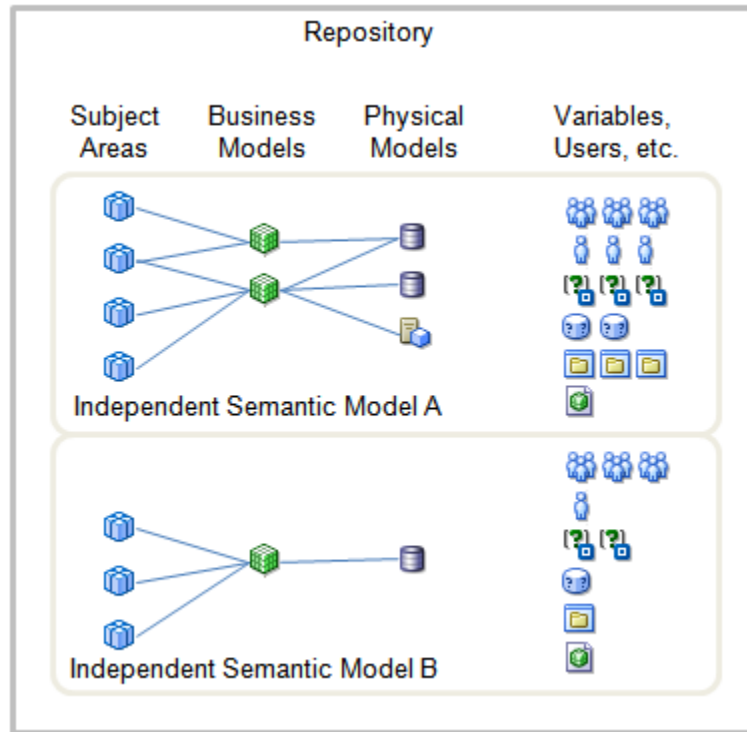 Repository
Subject Areas
Business Models
Physical Models
Variables, Users, etc.
Independent Semantic Model A
Independent Semantic Model B